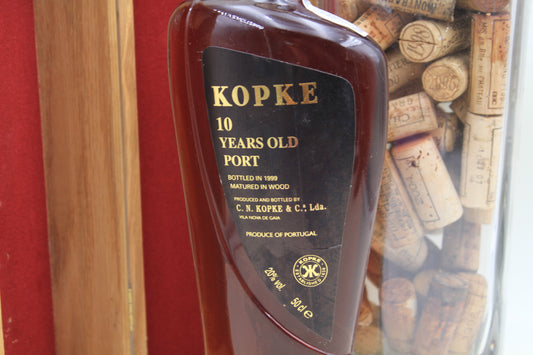 KOPKE
10
YEARS OLD
PORT
BOTTLED IN 1999
MATURED IN WOOD
PRODUCED AND BOTTLED BY
C. N. KOPKE & C.ª, Lda.
VILA NOVA DE GAIA
PRODUCE OF PORTUGAL
KOPKE
20% vol.
50 cl e